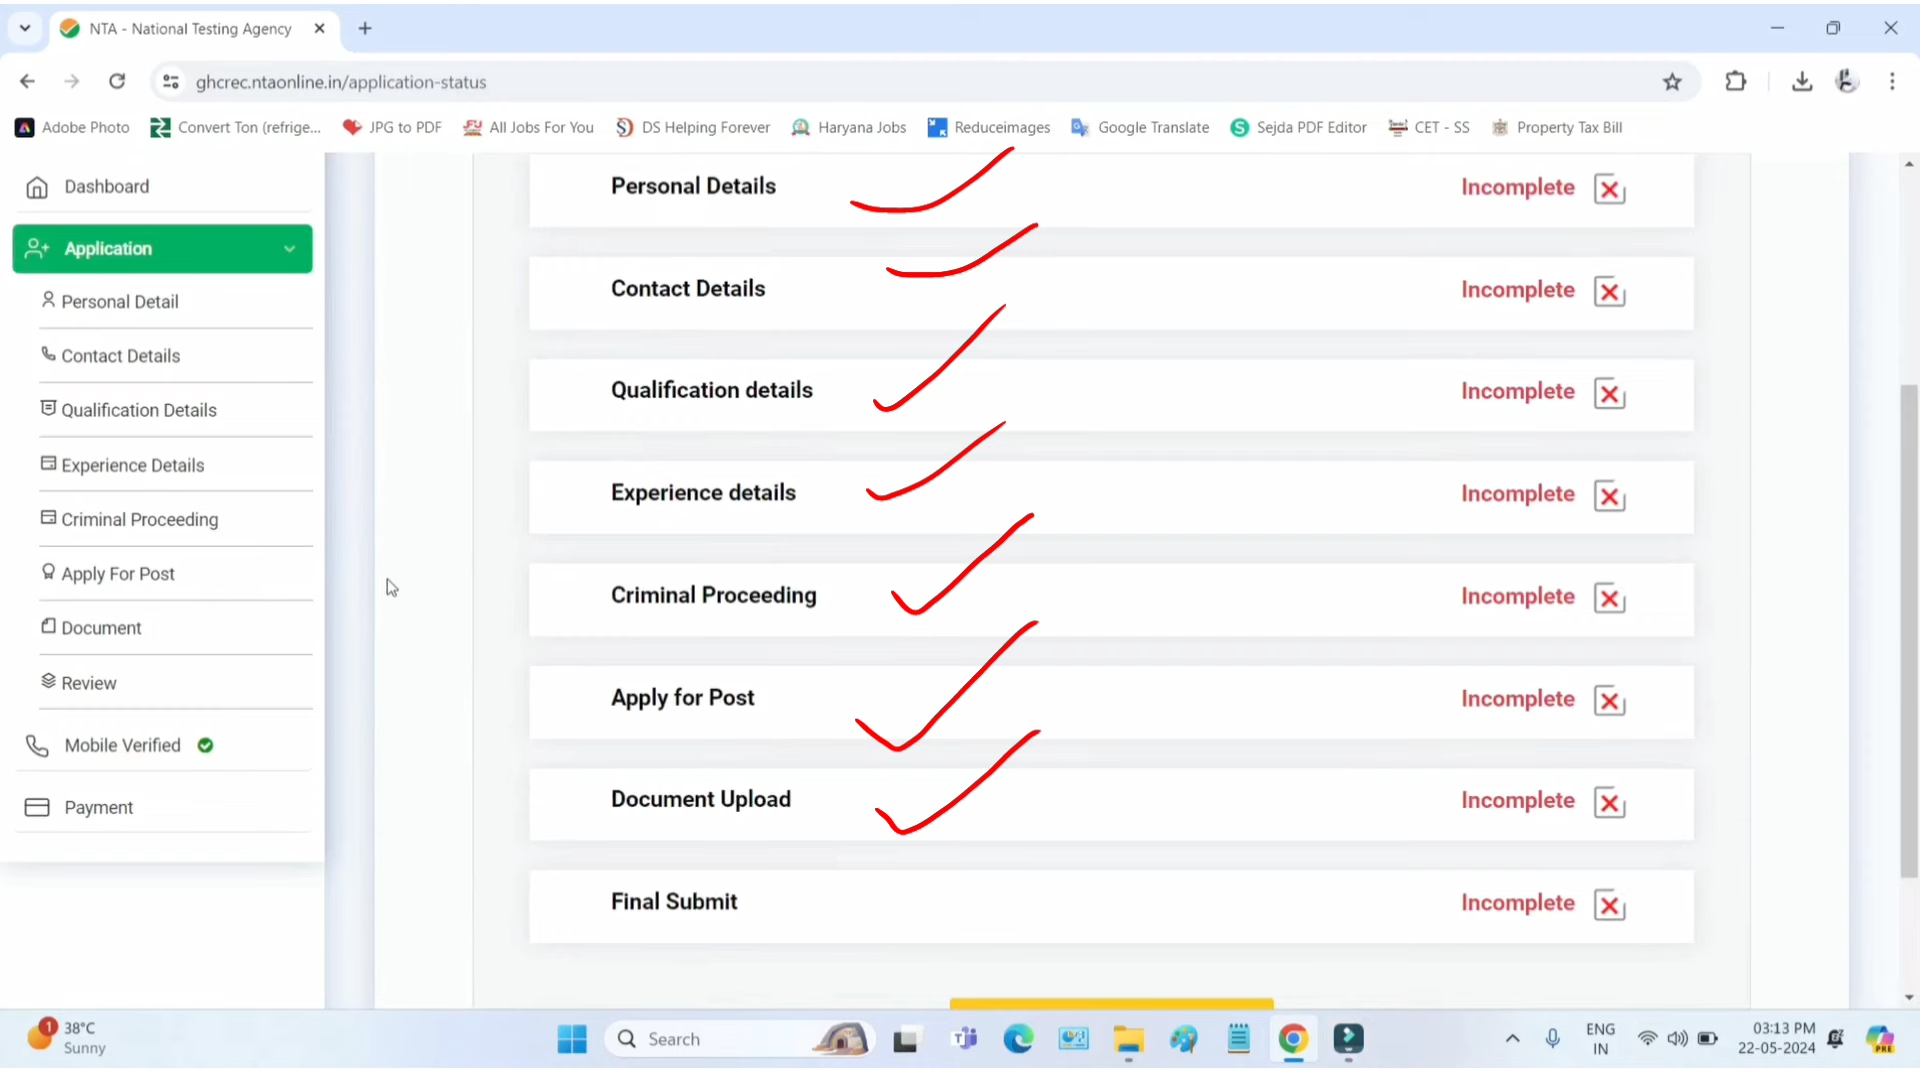 NTA - National Testing Agency
ghcrec.ntaonline.in/application-status
Adobe Photo
Convert Ton (refrige...
JPG to PDF
All Jobs For You
DS Helping Forever
Haryana Jobs
Reduceimages
Google Translate
Sejda PDF Editor
CET - SS
Property Tax Bill
Dashboard
Application
Personal Detail
Contact Details
Qualification Details
Experience Details
Criminal Proceeding
Apply For Post
Document
Review
Mobile Verified
Payment
Personal Details Incomplete
Contact Details Incomplete
Qualification details Incomplete
Experience details Incomplete
Criminal Proceeding Incomplete
Apply for Post Incomplete
Document Upload Incomplete
Final Submit Incomplete
1
38°C
Sunny
Search
ENG
IN
03:13 PM
22-05-2024
PRE